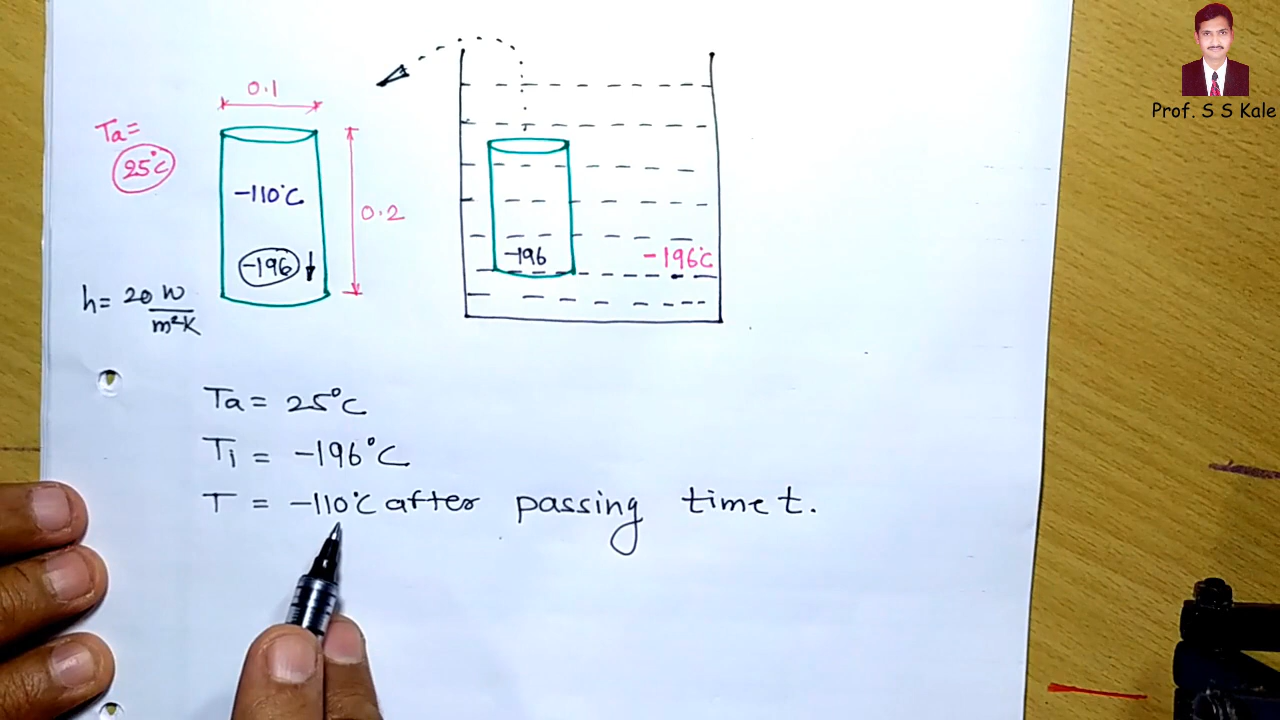 Prof. S S Kale
0.1
Ta =
25°C
-110°C
-196
0.2
h = 20 W
m²K
-196
-196°C
Ta = 25°C
Ti = -196°C
T = -110°C after passing time t.